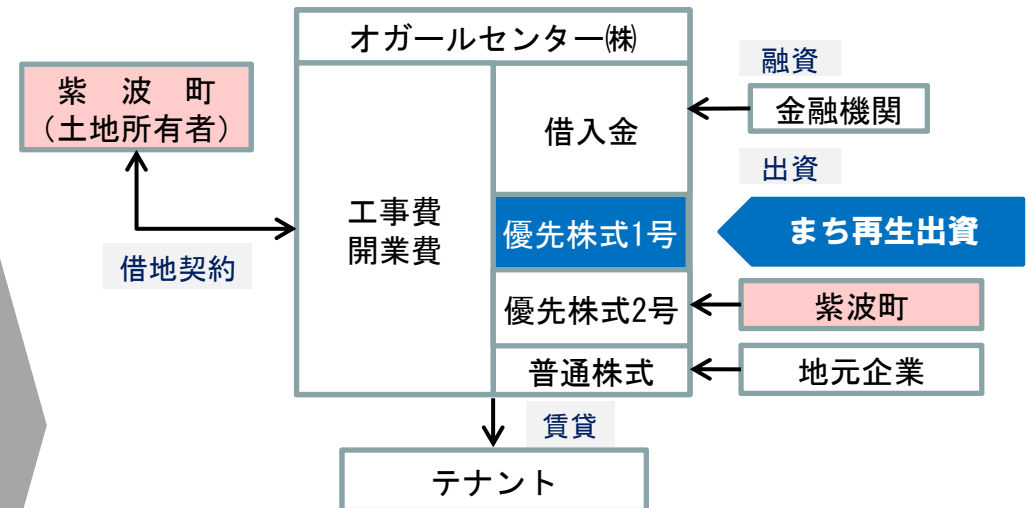 オガールセンター㈱
紫　波　町
（土地所有者）
借地契約
工事費
開業費
借入金
優先株式1号
優先株式2号
普通株式
融資
金融機関
出資
まち再生出資
紫波町
地元企業
賃貸
テナント